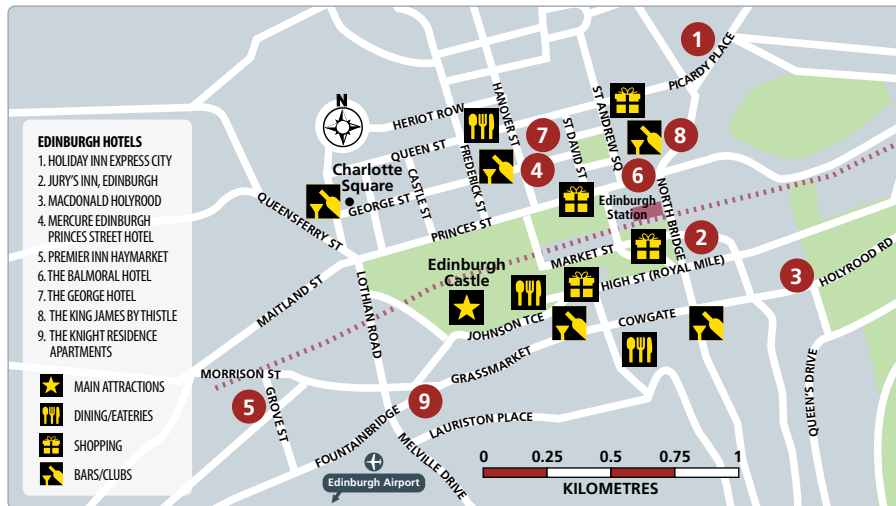 EDINBURGH HOTELS
1. HOLIDAY INN EXPRESS CITY
2. JURY'S INN, EDINBURGH
3. MACDONALD HOLYROOD
4. MERCURE EDINBURGH
PRINCES STREET HOTEL
5. PREMIER INN HAYMARKET
6. THE BALMORAL HOTEL
7. THE GEORGE HOTEL
8. THE KING JAMES BY THISTLE
9. THE KNIGHT RESIDENCE
APARTMENTS
MAIN ATTRACTIONS
DINING/EATERIES
SHOPPING
BARS/CLUBS
N
1
PICARDY PLACE
HERIOT ROW
HANOVER ST
ST DAVID ST
ST ANDREW SQ
7
8
QUEEN ST
FREDERICK ST
4
Charlotte
Square
CASTLE ST
GEORGE ST
6
Edinburgh
Station
NORTH BRIDGE
QUEENSFERRY ST
PRINCES ST
2
MARKET ST
HIGH ST (ROYAL MILE)
3
HOLYROOD RD
Edinburgh
Castle
MAITLAND ST
LOTHIAN ROAD
JOHNSON TCE
COWGATE
GRASSMARKET
MORRISON ST
5
GROVE ST
9
QUEEN'S DRIVE
FOUNTAINBRIDGE
LAURISTON PLACE
MELVILLE DRIVE
Edinburgh Airport
0 0.25 0.5 0.75 1
KILOMETRES